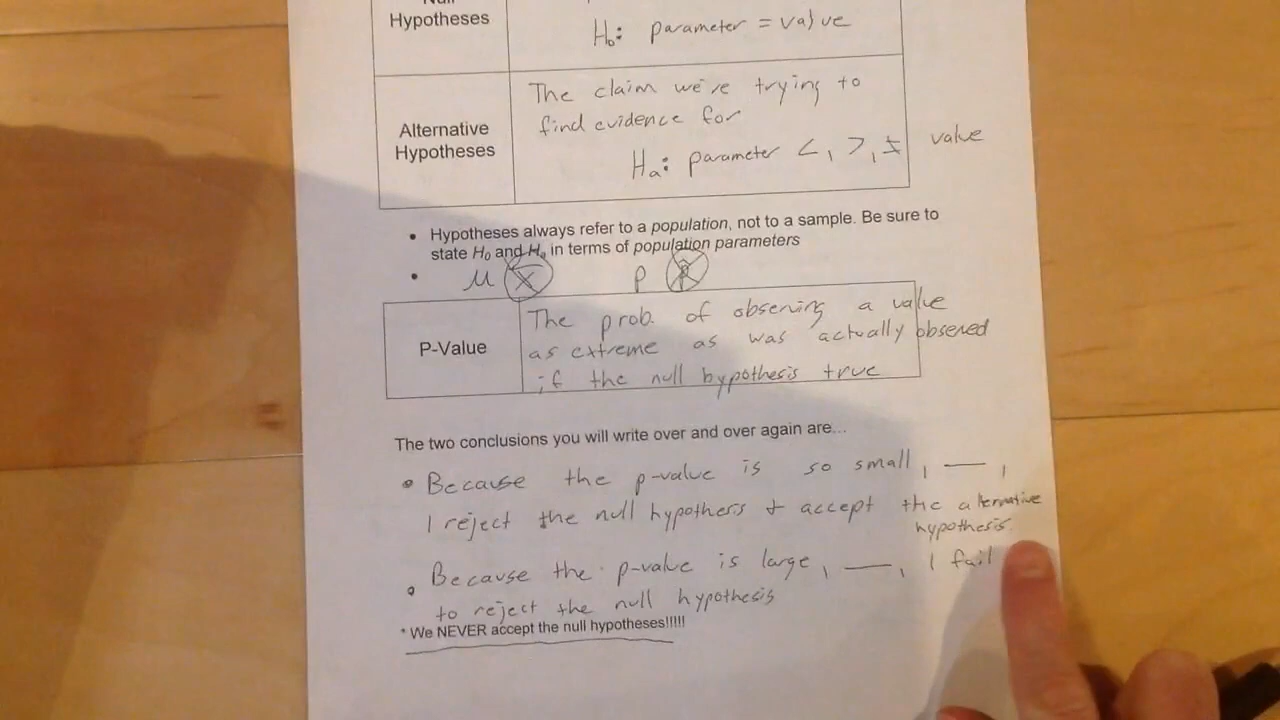 Hypotheses
H₀: parameter = value
The claim we're trying to
find evidence for
Alternative
Hypotheses
Ha: parameter <, >, ≠ value
• Hypotheses always refer to a population, not to a sample. Be sure to
state H₀ and Hₐ in terms of population parameters
• μ x̄ p p̂
P-Value
The prob. of observing a value
as extreme as was actually observed
if the null hypothesis true
The two conclusions you will write over and over again are...
• Because the p-value is so small, —,
I reject the null hypothesis + accept the alternative
hypothesis.
• Because the p-value is large, —, I fail
to reject the null hypothesis
* We NEVER accept the null hypotheses!!!!!